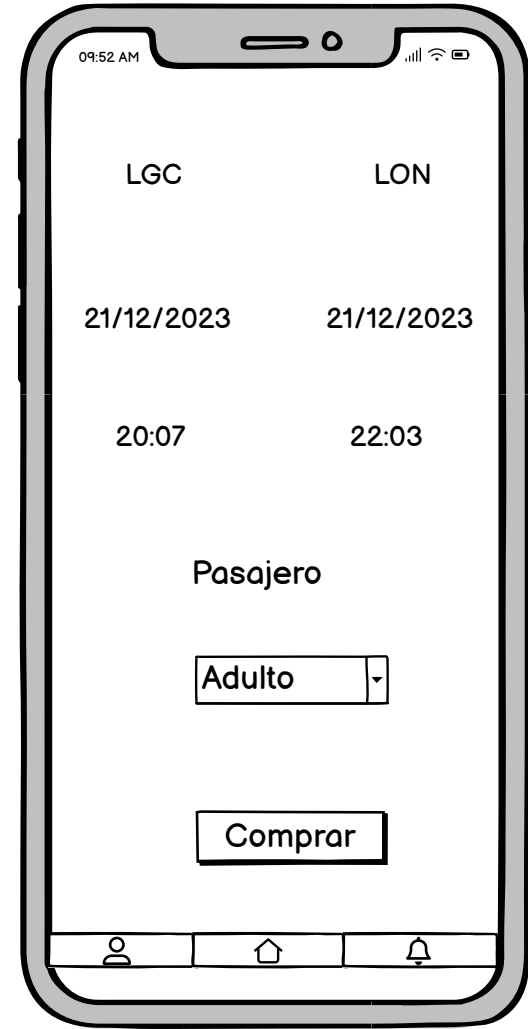 09:52 AM
LGC LON
21/12/2023 21/12/2023
20:07 22:03
Pasajero
Adulto
Comprar